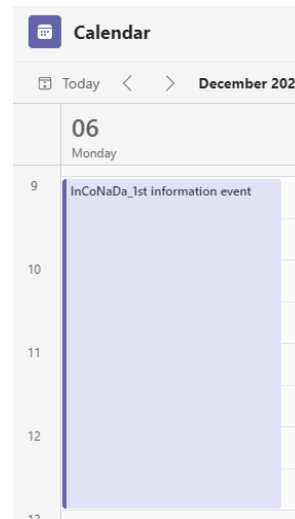 Calendar
Today
December 202
06
Monday
9
InCoNaDa_1st information event
10
11
12